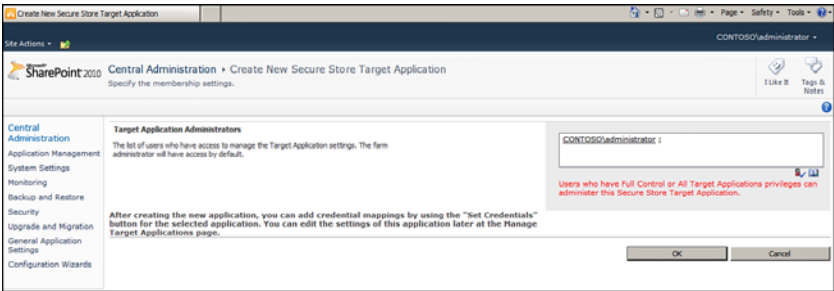 Create New Secure Store Target Application
Page Safety Tools
Site Actions
CONTOSO\administrator
Microsoft
SharePoint 2010
Central Administration Create New Secure Store Target Application
Specify the membership settings.
I Like It
Tags &
Notes
Central
Administration
Application Management
System Settings
Monitoring
Backup and Restore
Security
Upgrade and Migration
General Application
Settings
Configuration Wizards
Target Application Administrators
The list of users who have access to manage the Target Application settings. The farm
administrator will have access by default.
CONTOSO\administrator ;
Users who have Full Control or All Target Applications privileges can
administer this Secure Store Target Application.
After creating the new application, you can add credential mappings by using the "Set Credentials"
button for the selected application. You can edit the settings of this application later at the Manage
Target Applications page.
OK
Cancel